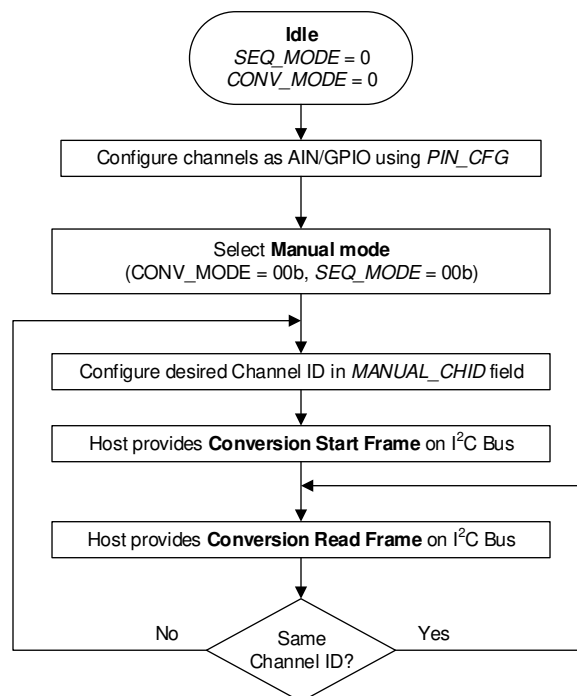 Idle
SEQ_MODE = 0
CONV_MODE = 0
Configure channels as AIN/GPIO using PIN_CFG
Select Manual mode
(CONV_MODE = 00b, SEQ_MODE = 00b)
Configure desired Channel ID in MANUAL_CHID field
Host provides Conversion Start Frame on I²C Bus
Host provides Conversion Read Frame on I²C Bus
No
Same
Channel ID?
Yes